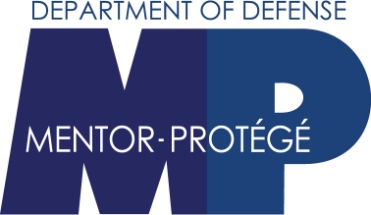 DEPARTMENT OF DEFENSE
MP
MENTOR-PROTÉGÉ